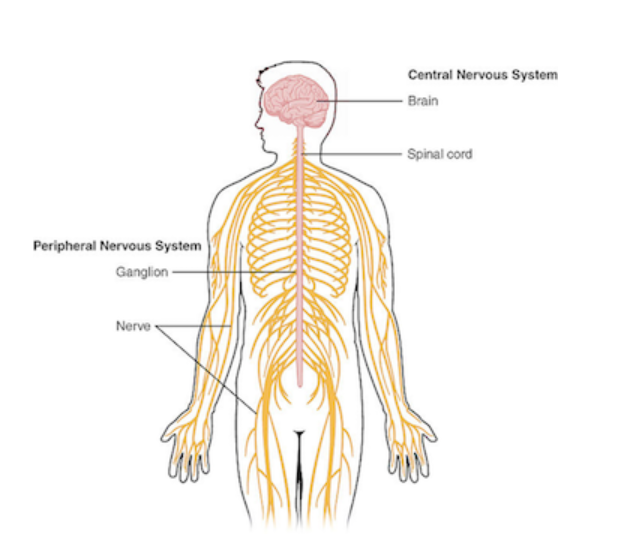 Central Nervous System
Brain
Spinal cord
Peripheral Nervous System
Ganglion
Nerve